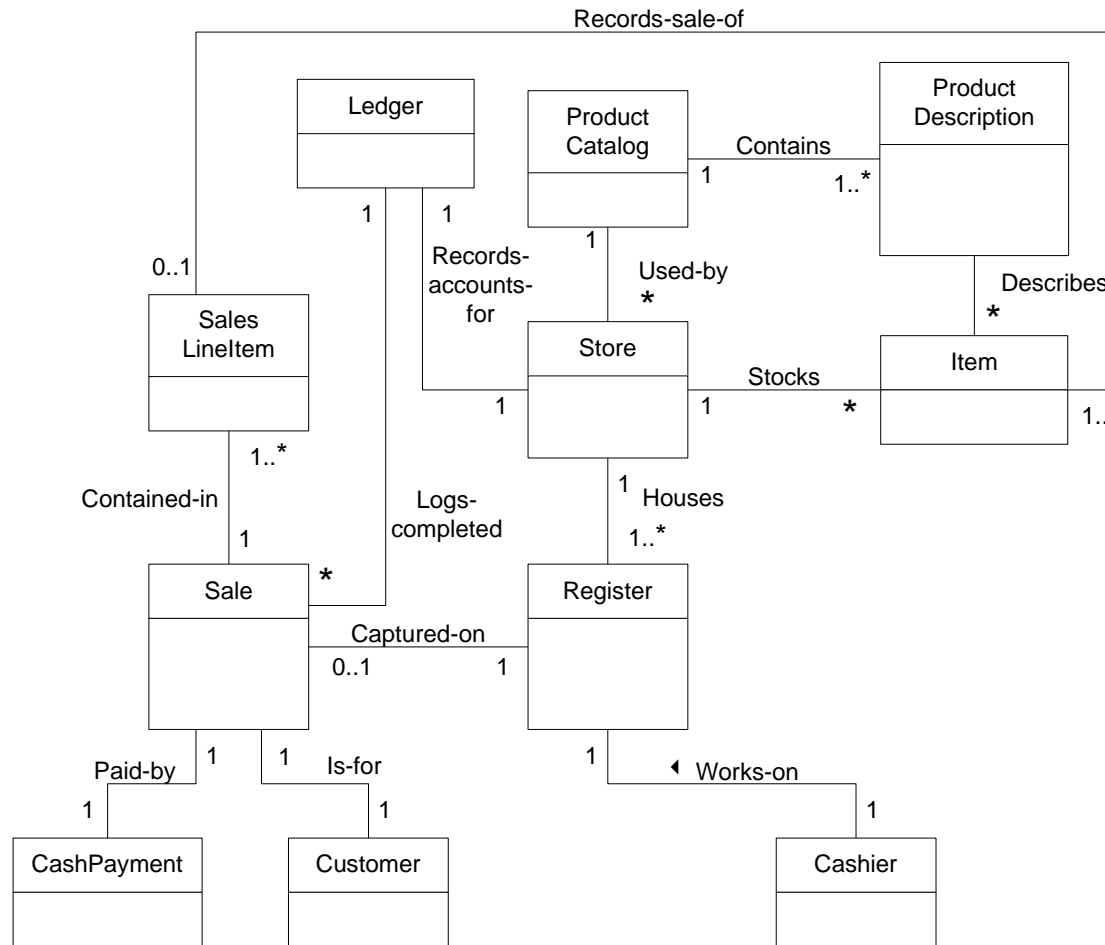 Records-sale-of
Ledger
Product
Catalog
Product
Description
Contains
1
1..*
1
1
1
Records-
accounts-
for
Used-by
*
0..1
Describes
*
Sales
LineItem
Store
Item
Stocks
1
1
*
1..
1..*
Contained-in
1
Logs-
completed
*
1
Houses
1..*
Sale
Register
Captured-on
0..1
1
Paid-by
1
1
Is-for
1
1
1
Works-on
1
CashPayment
Customer
Cashier